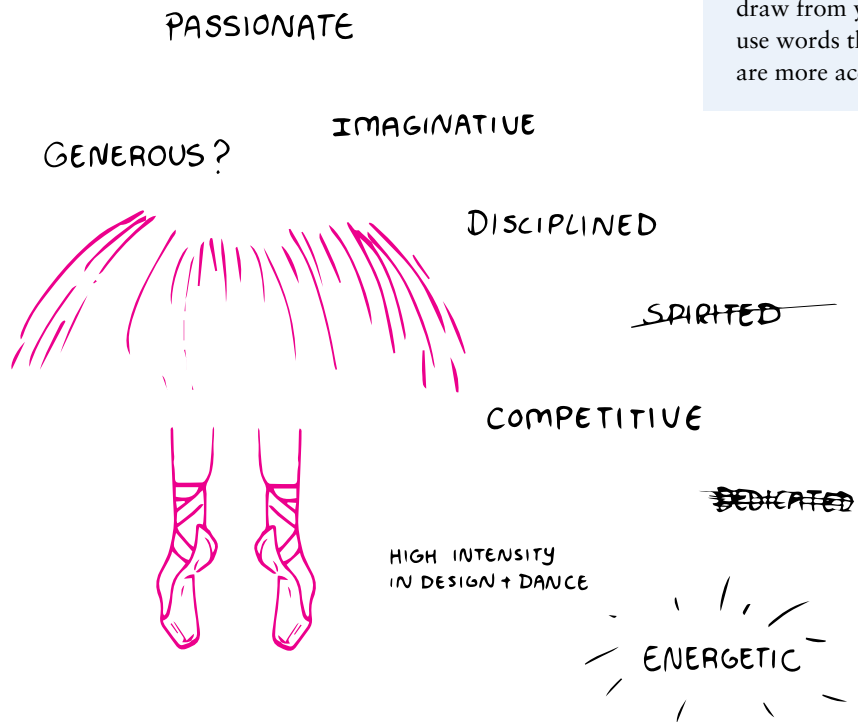 PASSIONATE
draw from y
use words th
are more acc
IMAGINATIVE
GENEROUS?
DISCIPLINED
SPIRITED
COMPETITIVE
DEDICATED
HIGH INTENSITY
IN DESIGN + DANCE
ENERGETIC